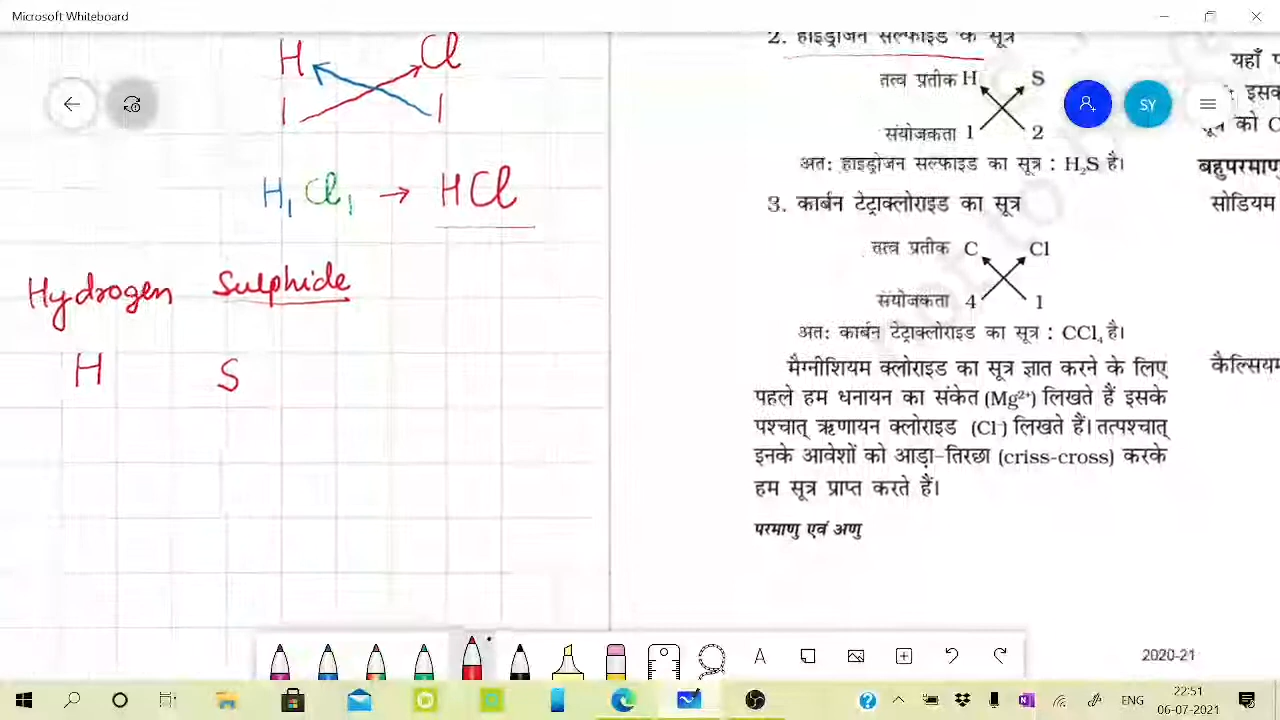 Microsoft Whiteboard
H Cl
1 1
H₁ Cl₁ → HCl
Hydrogen Sulphide
H S
2. हाइड्रोजन सल्फाइड के सूत्र
तत्व प्रतीक H S
संयोजकता 1 2
अत: हाइड्रोजन सल्फाइड का सूत्र : H₂S है।
3. कार्बन टेट्राक्लोराइड का सूत्र
तत्व प्रतीक C Cl
संयोजकता 4 1
अत: कार्बन टेट्राक्लोराइड का सूत्र : CCl₄ है।
मैग्नीशियम क्लोराइड का सूत्र ज्ञात करने के लिए
पहले हम धनायन का संकेत (Mg²⁺) लिखते हैं इसके
पश्चात् ऋणायन क्लोराइड (Cl⁻) लिखते हैं। तत्पश्चात्
इनके आवेशों को आड़ा-तिरछा (criss-cross) करके
हम सूत्र प्राप्त करते हैं।
परमाणु एवं अणु
यहाँ
इसक
को C
बहुपरमाणु
सोडियम
कैल्सियम
SY
2020-21
A
ENG
22:51
06-07-2021